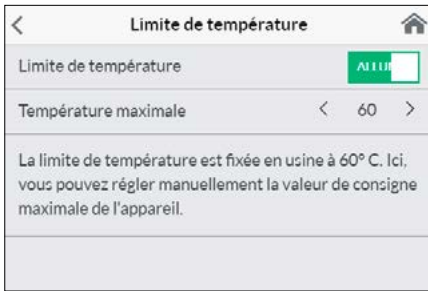 Limite de température
Limite de température
Température maximale 60
La limite de température est fixée en usine à 60° C. Ici,
vous pouvez régler manuellement la valeur de consigne
maximale de l'appareil.